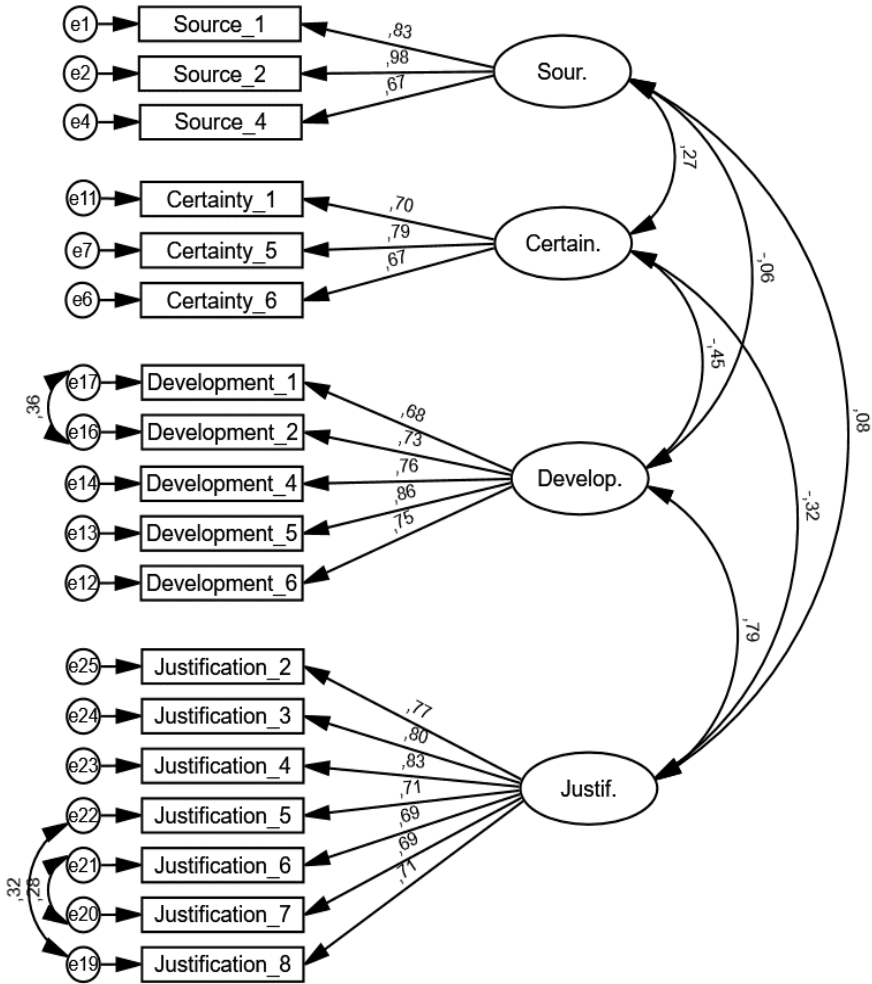 e1 Source_1 ,83
e2 Source_2 ,98
e4 Source_4 ,67
Sour.
,27
e11 Certainty_1 ,70
e7 Certainty_5 ,79
e6 Certainty_6 ,67
Certain.
-,06
-,45
,08
e17 Development_1 ,68
,36
e16 Development_2 ,73
e14 Development_4 ,76
e13 Development_5 ,86
e12 Development_6 ,75
Develop.
-,32
,79
e25 Justification_2 ,77
e24 Justification_3 ,80
e23 Justification_4 ,83
e22 Justification_5 ,71
e21 Justification_6 ,69
e20 Justification_7 ,69
e19 Justification_8 ,71
Justif.
,32
,28